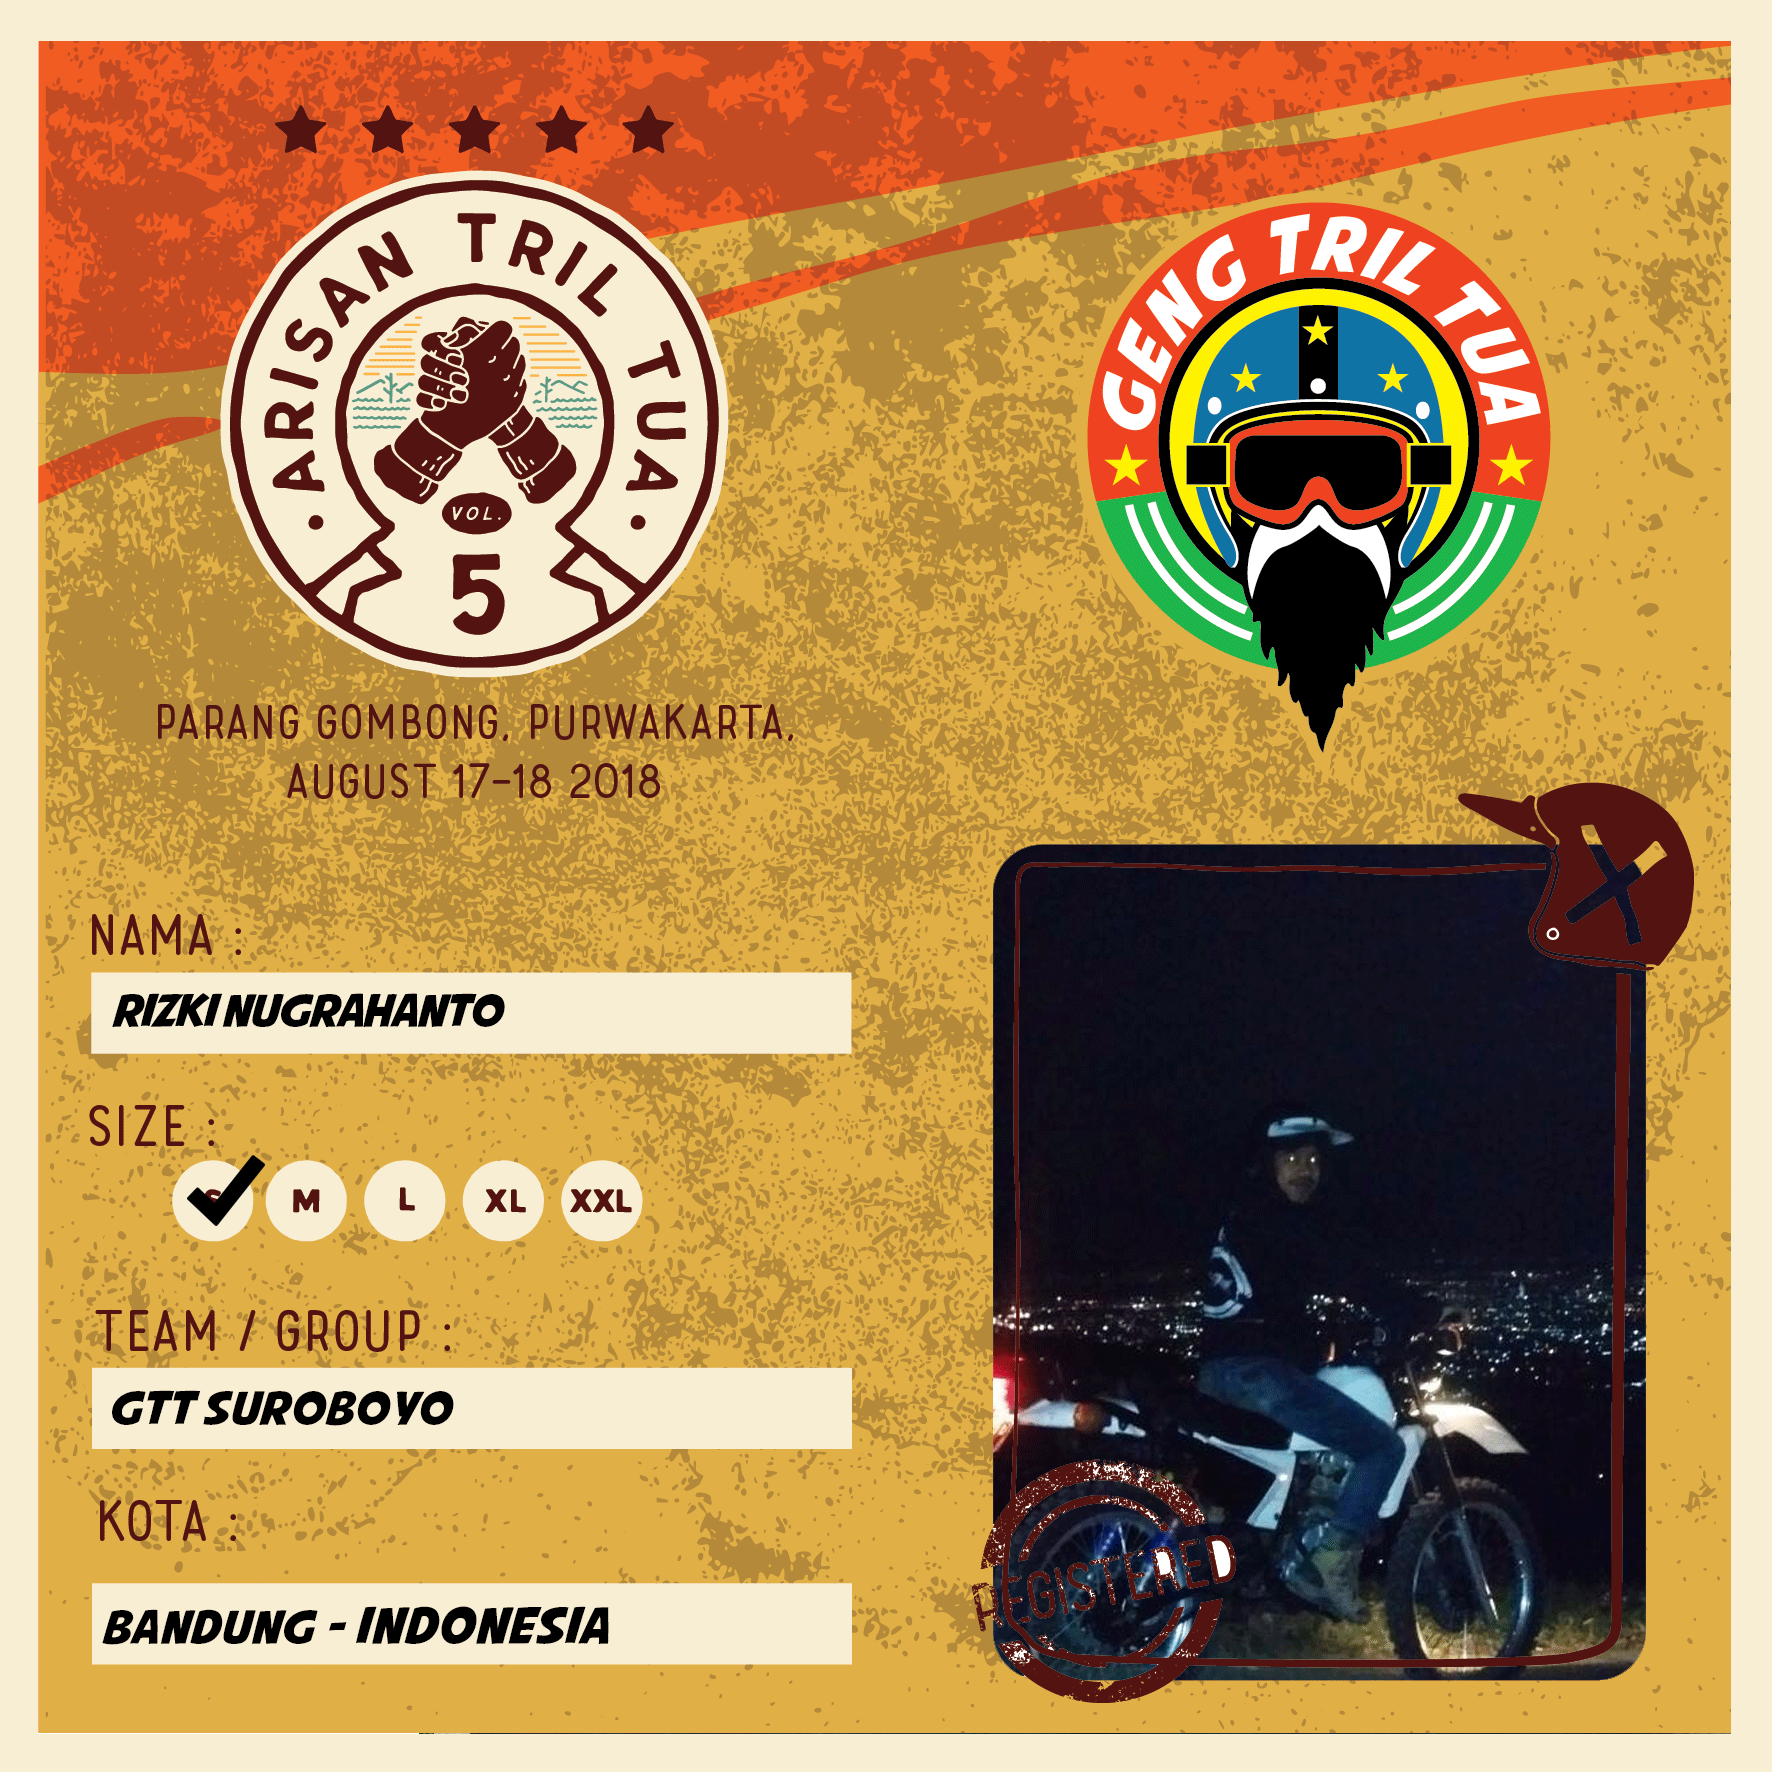 ARISAN TRIL TUA
VOL.
5
GENG TRIL TUA
PARANG GOMBONG, PURWAKARTA,
AUGUST 17-18 2018
NAMA :
RIZKI NUGRAHANTO
SIZE :
S M L XL XXL
TEAM / GROUP :
GTT SUROBOYO
KOTA :
BANDUNG - INDONESIA
REGISTERED